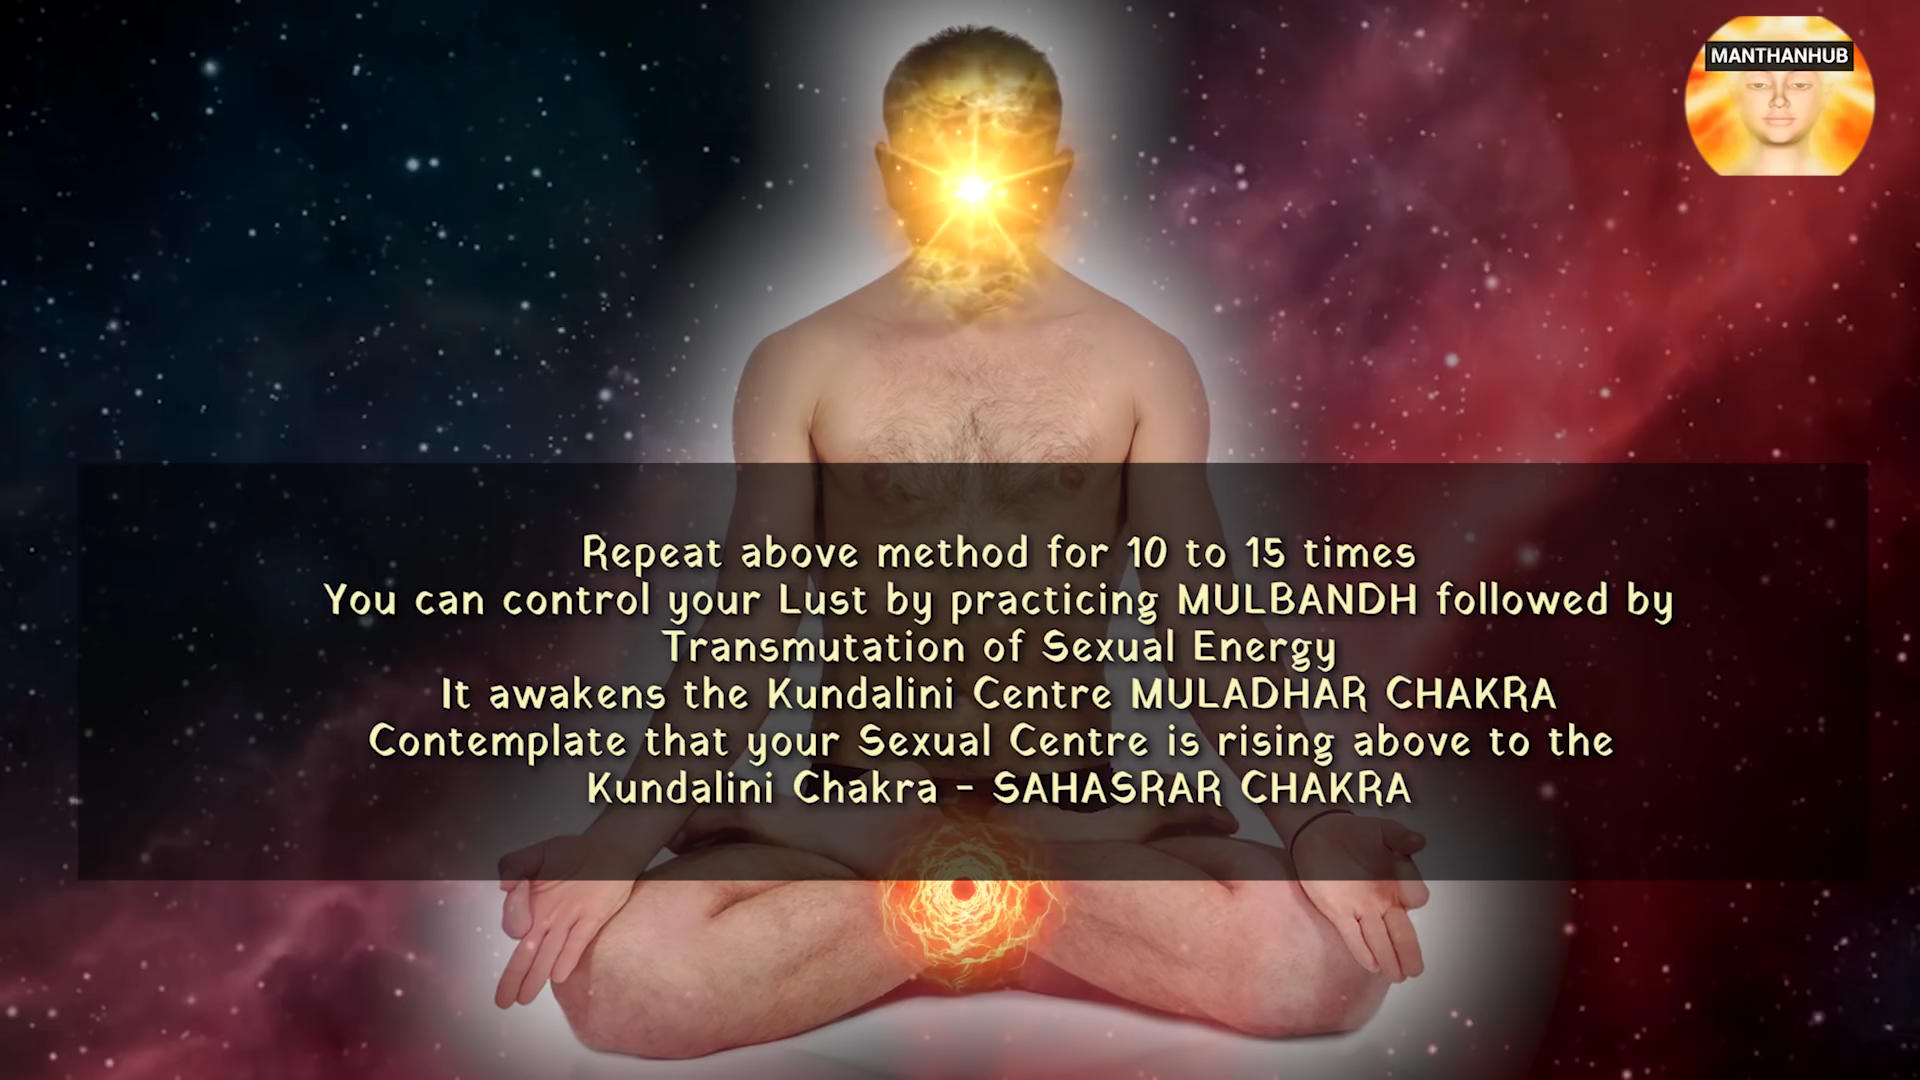 MANTHANHUB
Repeat above method for 10 to 15 times
You can control your Lust by practicing MULBANDH followed by
Transmutation of Sexual Energy
It awakens the Kundalini Centre MULADHAR CHAKRA
Contemplate that your Sexual Centre is rising above to the
Kundalini Chakra - SAHASRAR CHAKRA